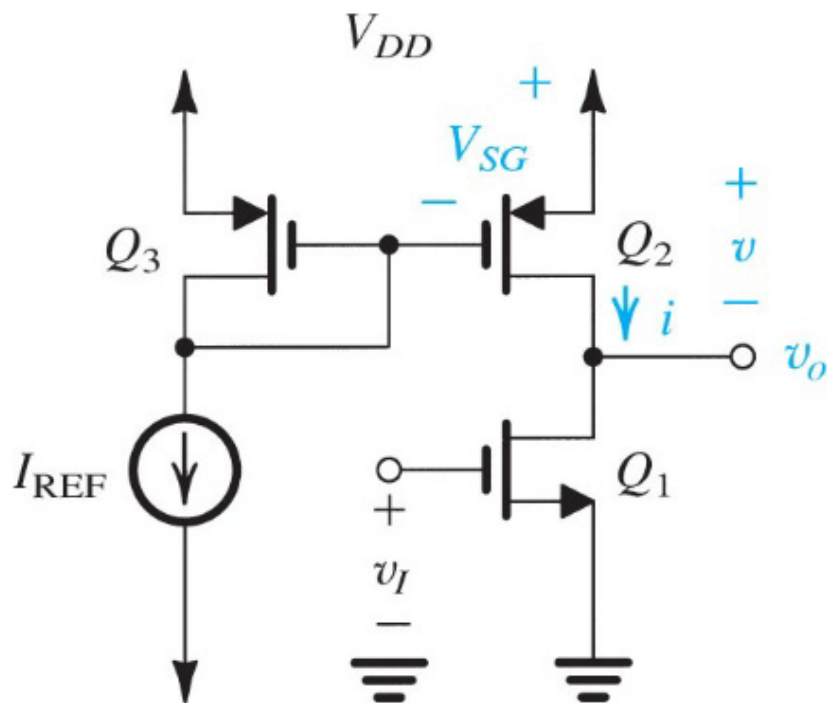 V_DD
+
V_SG
−
Q_3
Q_2
+
v
−
i
v_o
I_REF
Q_1
+
v_I
−